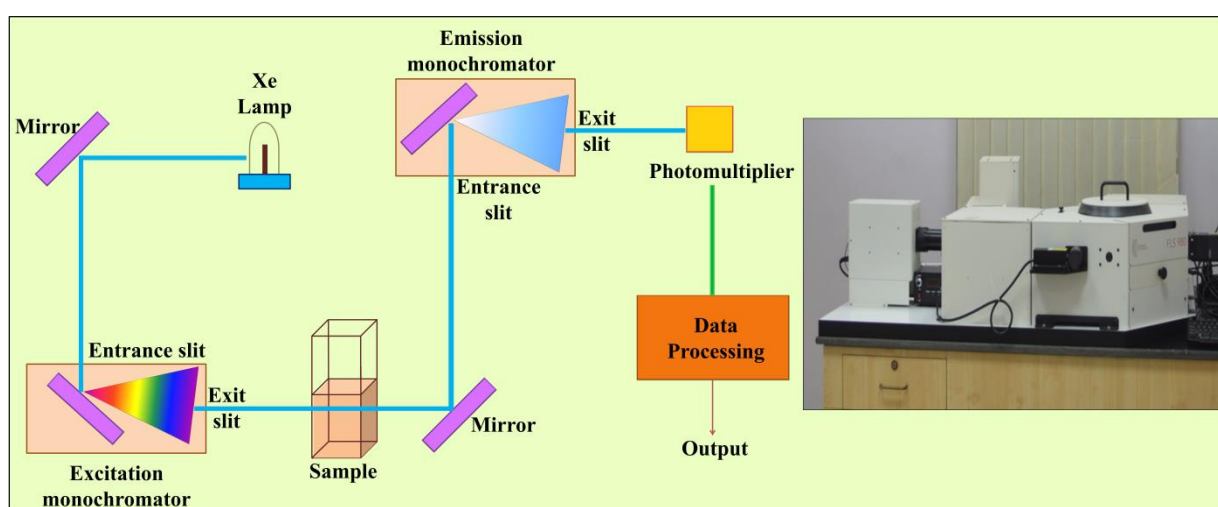 Emission
monochromator
Xe
Lamp
Mirror
Exit
slit
Photomultiplier
Entrance
slit
Data
Processing
Entrance slit
Exit
slit
Mirror
Sample
Output
Excitation
monochromator